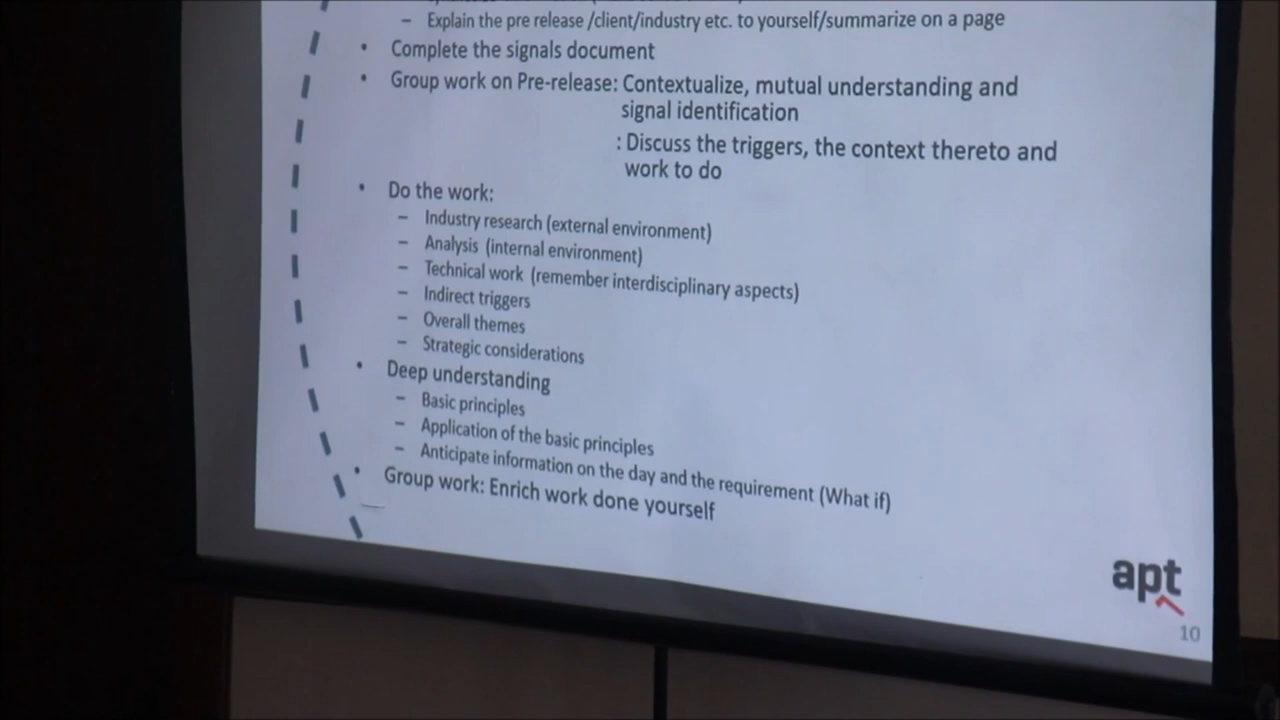 – Explain the pre release /client/industry etc. to yourself/summarize on a page
• Complete the signals document
• Group work on Pre-release: Contextualize, mutual understanding and
signal identification
: Discuss the triggers, the context thereto and
work to do
• Do the work:
– Industry research (external environment)
– Analysis (internal environment)
– Technical work (remember interdisciplinary aspects)
– Indirect triggers
– Overall themes
– Strategic considerations
• Deep understanding
– Basic principles
– Application of the basic principles
– Anticipate information on the day and the requirement (What if)
• Group work: Enrich work done yourself
apt
10